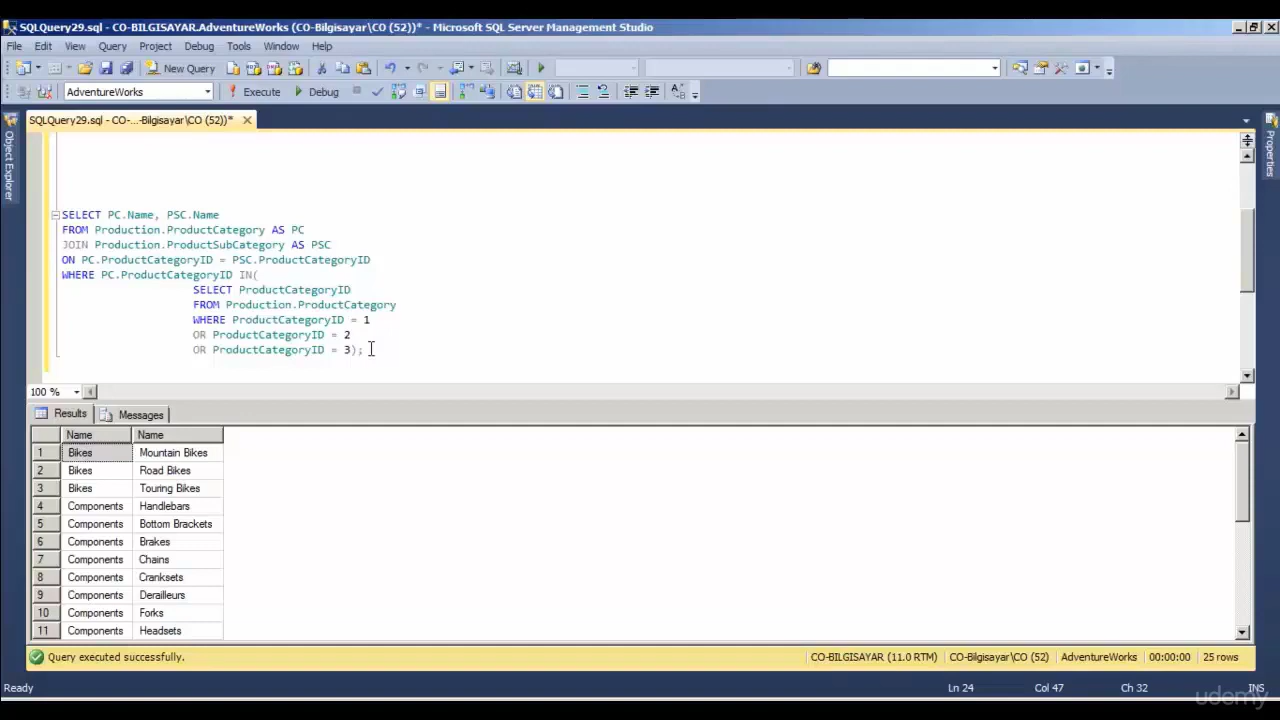 SQLQuery29.sql - CO-BILGISAYAR.AdventureWorks (CO-Bilgisayar\CO (52))* - Microsoft SQL Server Management Studio
File Edit View Query Project Debug Tools Window Help
New Query
AdventureWorks Execute Debug
SQLQuery29.sql - CO-...-Bilgisayar\CO (52))*
Object Explorer
Properties
SELECT PC.Name, PSC.Name
FROM Production.ProductCategory AS PC
JOIN Production.ProductSubCategory AS PSC
ON PC.ProductCategoryID = PSC.ProductCategoryID
WHERE PC.ProductCategoryID IN(
SELECT ProductCategoryID
FROM Production.ProductCategory
WHERE ProductCategoryID = 1
OR ProductCategoryID = 2
OR ProductCategoryID = 3);
100 %
Results Messages
Name Name
1 Bikes Mountain Bikes
2 Bikes Road Bikes
3 Bikes Touring Bikes
4 Components Handlebars
5 Components Bottom Brackets
6 Components Brakes
7 Components Chains
8 Components Cranksets
9 Components Derailleurs
10 Components Forks
11 Components Headsets
Query executed successfully. CO-BILGISAYAR (11.0 RTM) CO-Bilgisayar\CO (52) AdventureWorks 00:00:00 25 rows
Ready Ln 24 Col 47 Ch 32 INS
udemy